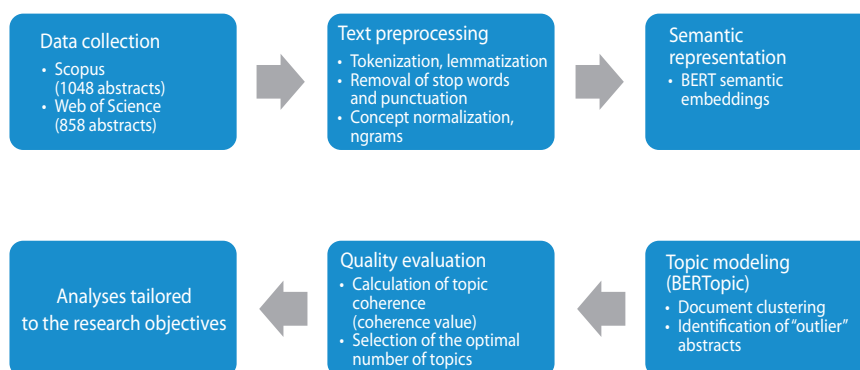 Data collection
• Scopus
(1048 abstracts)
• Web of Science
(858 abstracts)
Text preprocessing
• Tokenization, lemmatization
• Removal of stop words
and punctuation
• Concept normalization,
ngrams
Semantic
representation
• BERT semantic
embeddings
Analyses tailored
to the research objectives
Quality evaluation
• Calculation of topic
coherence
(coherence value)
• Selection of the optimal
number of topics
Topic modeling
(BERTopic)
• Document clustering
• Identification of “outlier”
abstracts